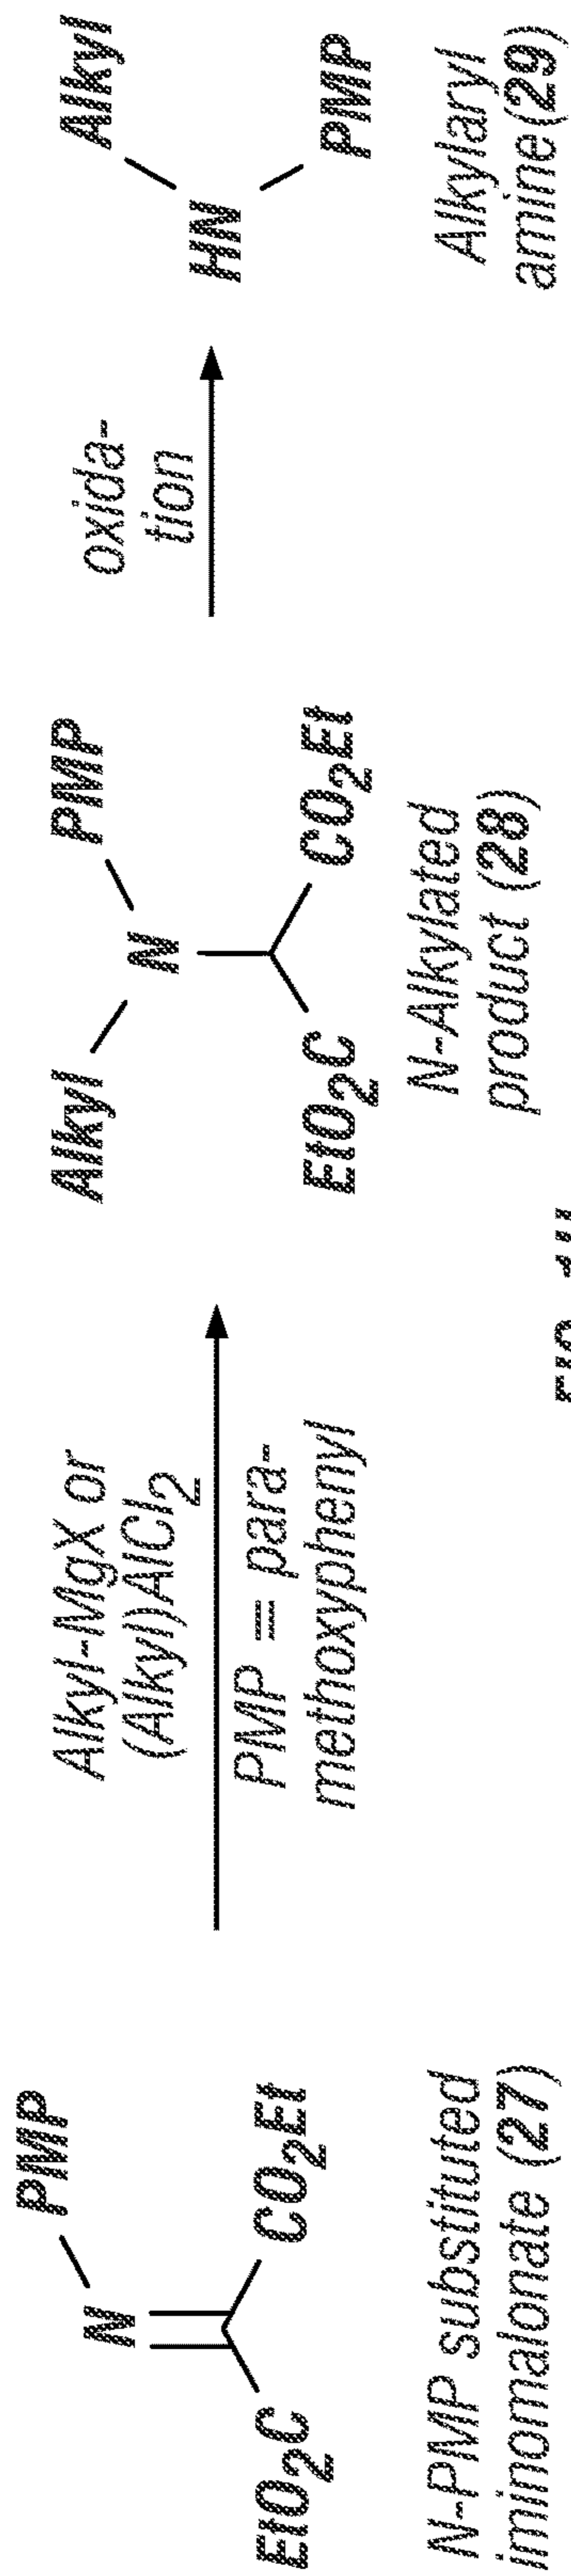 PMP
N
EtO2C
CO2Et
N-PMP substituted
iminomalonate (27)
Alkyl-MgX or
(Alkyl)AlCl2
PMP = para-
methoxyphenyl
Alkyl
PMP
N
EtO2C
CO2Et
N-Alkylated
product (28)
oxida-
tion
Alkyl
HN
PMP
Alkylaryl
amine(29)